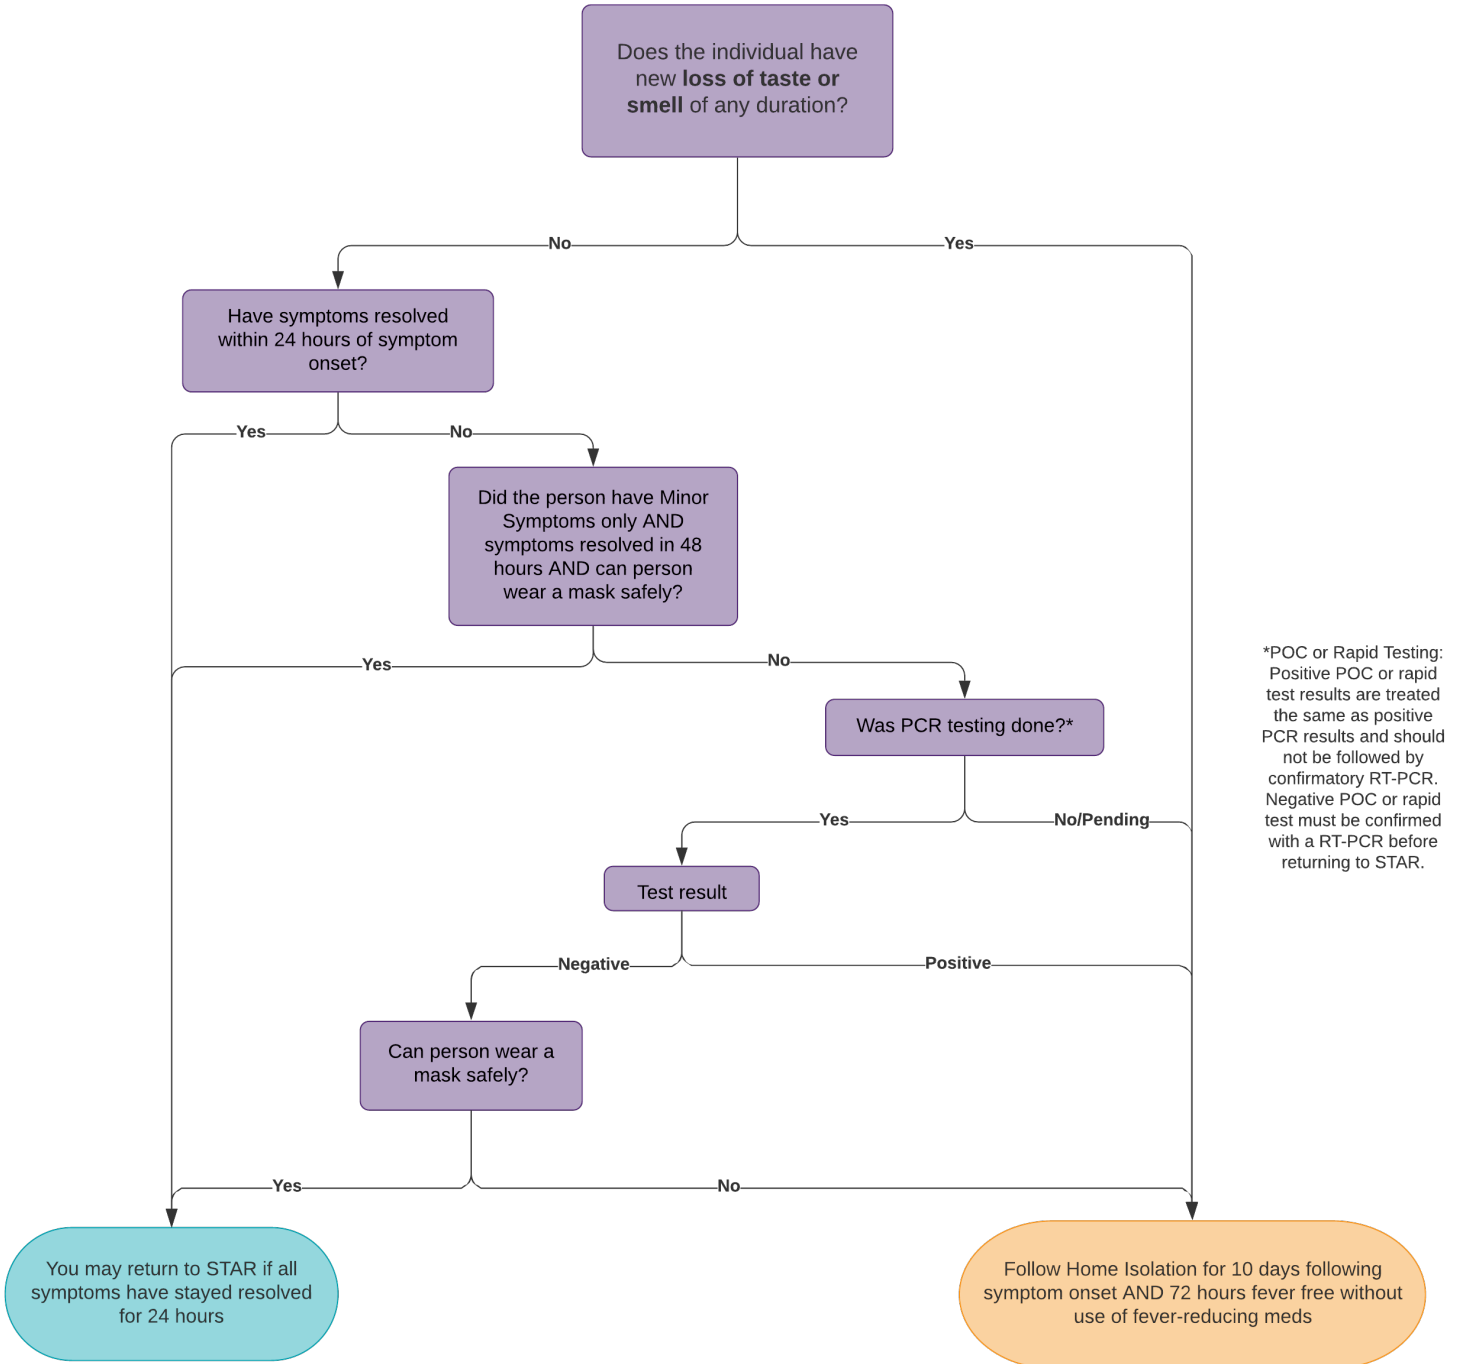 Does the individual have
new loss of taste or
smell of any duration?
No
Yes
Have symptoms resolved
within 24 hours of symptom
onset?
Yes
No
Did the person have Minor
Symptoms only AND
symptoms resolved in 48
hours AND can person
wear a mask safely?
Yes
No
*POC or Rapid Testing:
Positive POC or rapid
test results are treated
the same as positive
PCR results and should
not be followed by
confirmatory RT-PCR.
Negative POC or rapid
test must be confirmed
with a RT-PCR before
returning to STAR.
Was PCR testing done?*
Yes
No/Pending
Test result
Negative
Positive
Can person wear a
mask safely?
Yes
No
You may return to STAR if all
symptoms have stayed resolved
for 24 hours
Follow Home Isolation for 10 days following
symptom onset AND 72 hours fever free without
use of fever-reducing meds